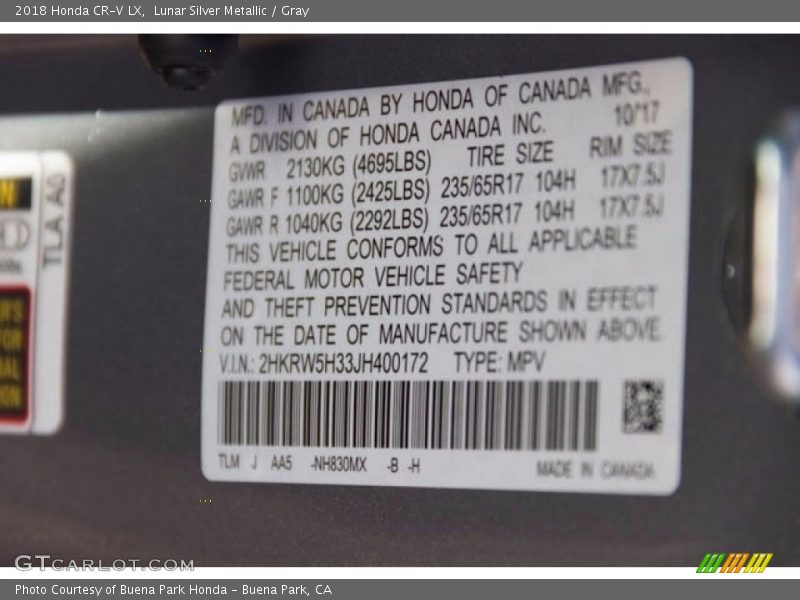 2018 Honda CR-V LX, Lunar Silver Metallic / Gray
MFD. IN CANADA BY HONDA OF CANADA MFG.,
A DIVISION OF HONDA CANADA INC. 10"17
GVWR 2130KG (4695LBS) TIRE SIZE RIM SIZE
GAWR F 1100KG (2425LBS) 235/65R17 104H 17X7.5J
GAWR R 1040KG (2292LBS) 235/65R17 104H 17X7.5J
THIS VEHICLE CONFORMS TO ALL APPLICABLE
FEDERAL MOTOR VEHICLE SAFETY
AND THEFT PREVENTION STANDARDS IN EFFECT
ON THE DATE OF MANUFACTURE SHOWN ABOVE.
V.I.N.: 2HKRW5H33JH400172 TYPE: MPV
TLM J AA5 -NH830MX -B -H MADE IN CANADA
TLA A0
GTCARLOT.COM
Photo Courtesy of Buena Park Honda - Buena Park, CA